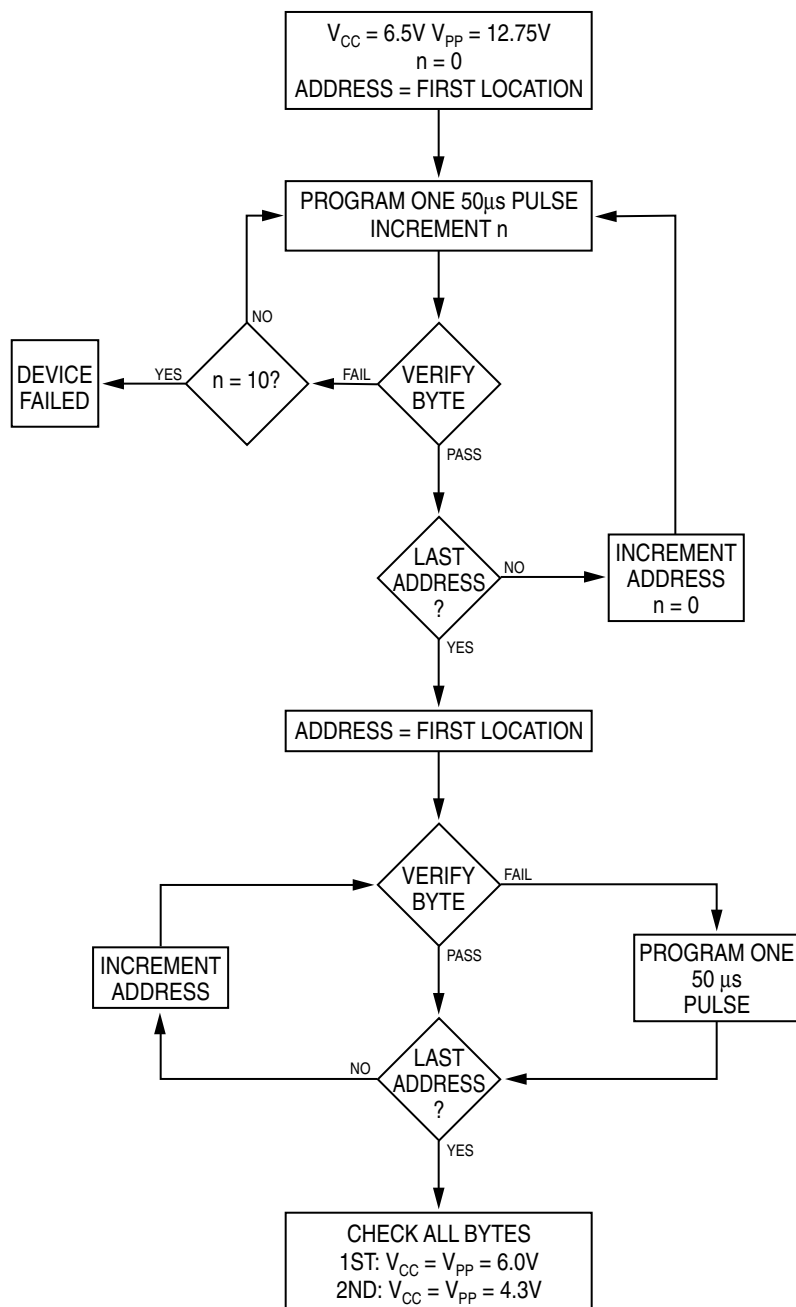 V_CC = 6.5V V_PP = 12.75V
n = 0
ADDRESS = FIRST LOCATION
PROGRAM ONE 50µs PULSE
INCREMENT n
NO
DEVICE
FAILED
YES
n = 10?
FAIL
VERIFY
BYTE
PASS
LAST
ADDRESS
?
NO
INCREMENT
ADDRESS
n = 0
YES
ADDRESS = FIRST LOCATION
VERIFY
BYTE
FAIL
PASS
INCREMENT
ADDRESS
PROGRAM ONE
50 µs
PULSE
NO
LAST
ADDRESS
?
YES
CHECK ALL BYTES
1ST: V_CC = V_PP = 6.0V
2ND: V_CC = V_PP = 4.3V